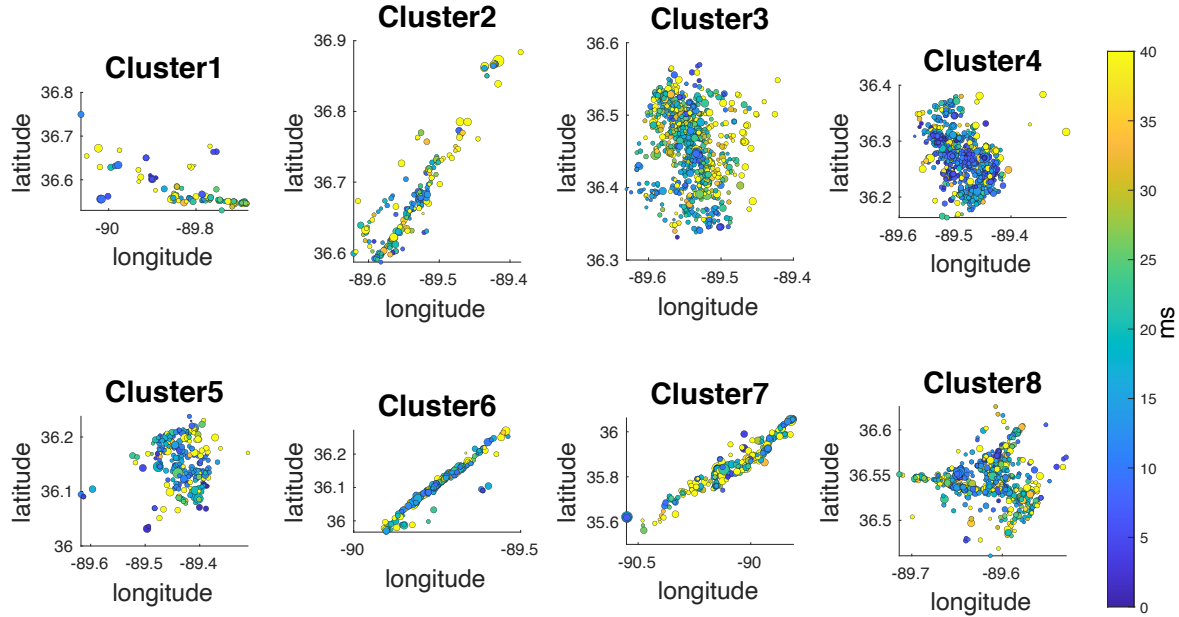 Cluster1
36.8
36.7
36.6
latitude
-90
-89.8
longitude
Cluster2
36.9
36.8
36.7
36.6
latitude
-89.6
-89.5
-89.4
longitude
Cluster3
36.6
36.5
36.4
36.3
latitude
-89.6
-89.5
-89.4
longitude
Cluster4
36.4
36.3
36.2
latitude
-89.6
-89.5
-89.4
longitude
Cluster5
36.2
36.1
36
latitude
-89.6
-89.5
-89.4
longitude
Cluster6
36.2
36.1
36
latitude
-90
-89.5
longitude
Cluster7
36
35.8
35.6
latitude
-90.5
-90
longitude
Cluster8
36.6
36.55
36.5
latitude
-89.7
-89.6
longitude
40
35
30
25
20
15
10
5
0
ms